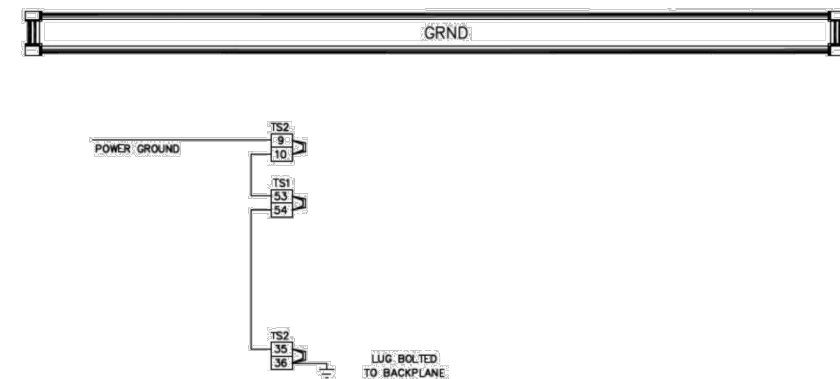 GRND
TS2
9
POWER GROUND
10
TS1
53
54
TS2
35
36
LUG BOLTED
TO BACKPLANE